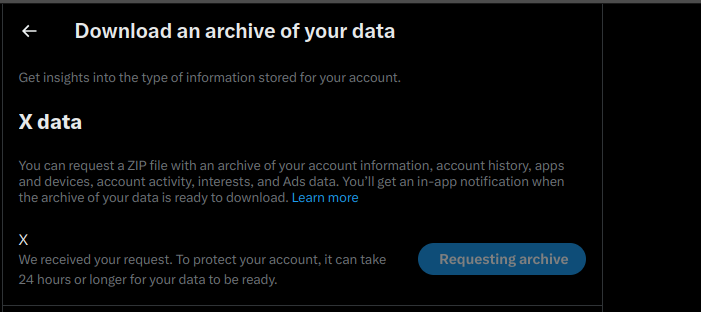 Download an archive of your data
Get insights into the type of information stored for your account.
X data
You can request a ZIP file with an archive of your account information, account history, apps
and devices, account activity, interests, and Ads data. You’ll get an in-app notification when
the archive of your data is ready to download. Learn more
X
We received your request. To protect your account, it can take
24 hours or longer for your data to be ready.
Requesting archive